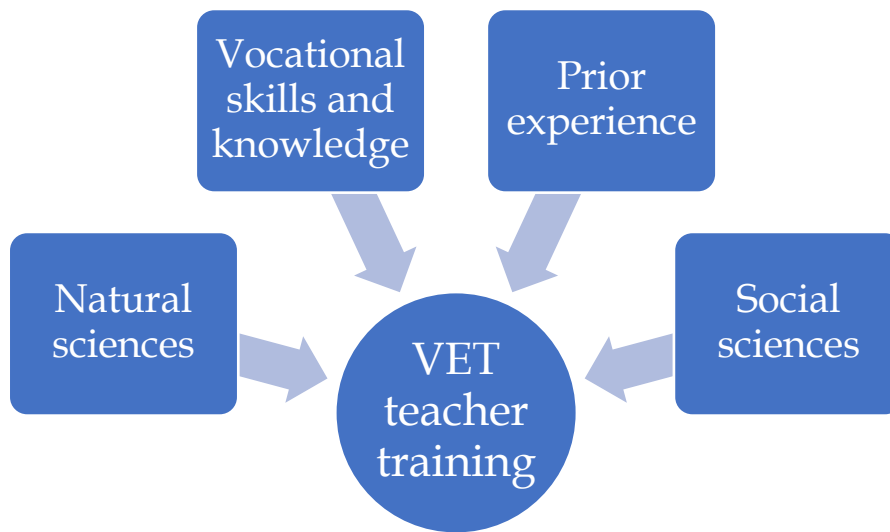 Vocational
skills and
knowledge
Prior
experience
Natural
sciences
Social
sciences
VET
teacher
training